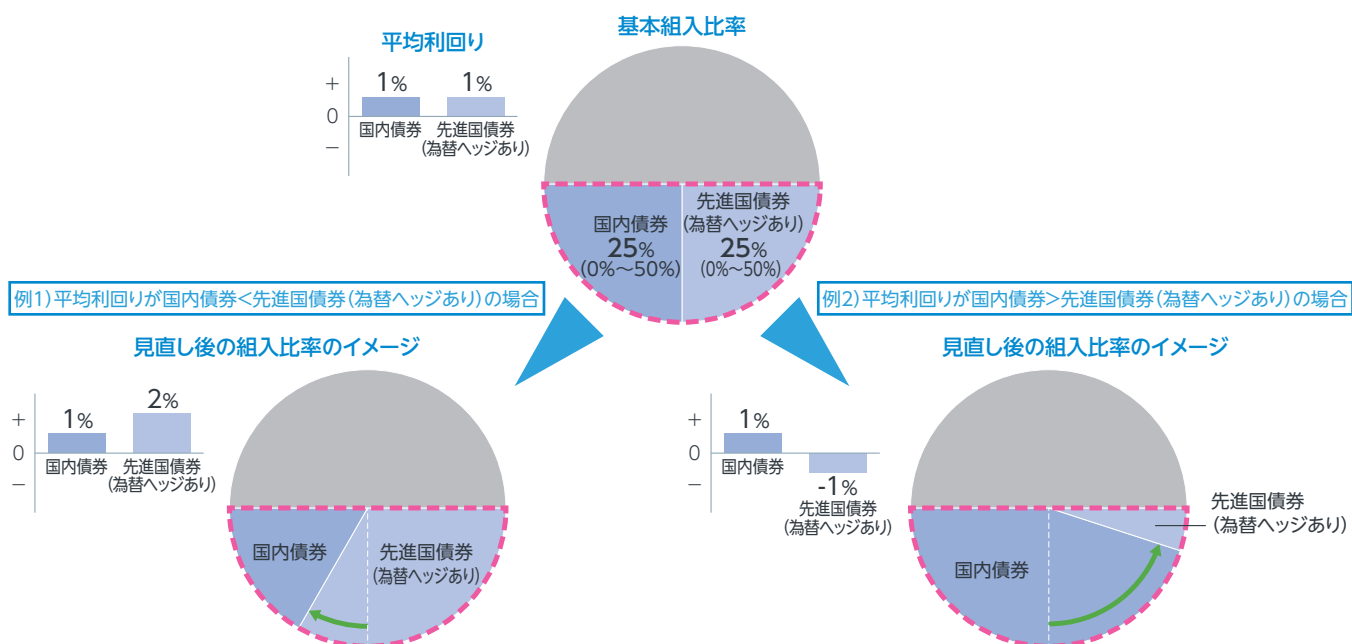 基本組入比率
平均利回り
+
0
−
1%
1%
国内債券
先進国債券
(為替ヘッジあり)
国内債券
25%
(0%～50%)
先進国債券
(為替ヘッジあり)
25%
(0%～50%)
例1)平均利回りが国内債券<先進国債券(為替ヘッジあり)の場合
見直し後の組入比率のイメージ
+
0
−
1%
2%
国内債券
先進国債券
(為替ヘッジあり)
国内債券
先進国債券
(為替ヘッジあり)
例2)平均利回りが国内債券>先進国債券(為替ヘッジあり)の場合
見直し後の組入比率のイメージ
+
0
−
1%
国内債券
-1%
先進国債券
(為替ヘッジあり)
国内債券
先進国債券
(為替ヘッジあり)